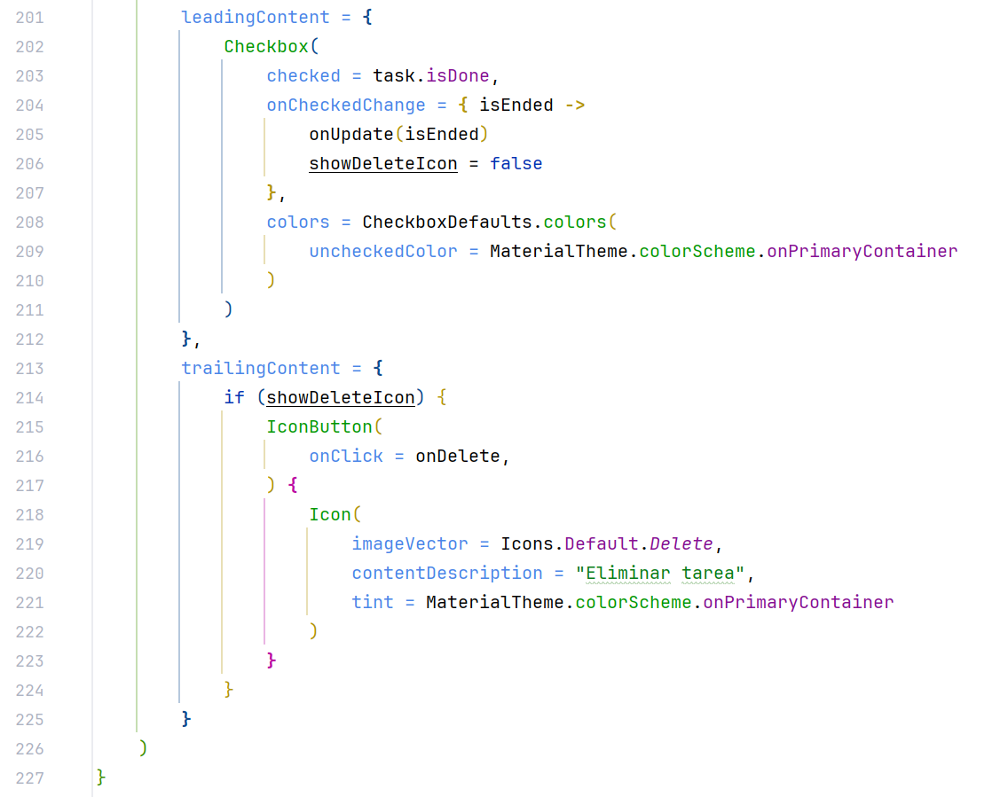 201 leadingContent = {
202 Checkbox(
203 checked = task.isDone,
204 onCheckedChange = { isEnded ->
205 onUpdate(isEnded)
206 showDeleteIcon = false
207 },
208 colors = CheckboxDefaults.colors(
209 uncheckedColor = MaterialTheme.colorScheme.onPrimaryContainer
210 )
211 )
212 },
213 trailingContent = {
214 if (showDeleteIcon) {
215 IconButton(
216 onClick = onDelete,
217 ) {
218 Icon(
219 imageVector = Icons.Default.Delete,
220 contentDescription = "Eliminar tarea",
221 tint = MaterialTheme.colorScheme.onPrimaryContainer
222 )
223 }
224 }
225 }
226 )
227 }